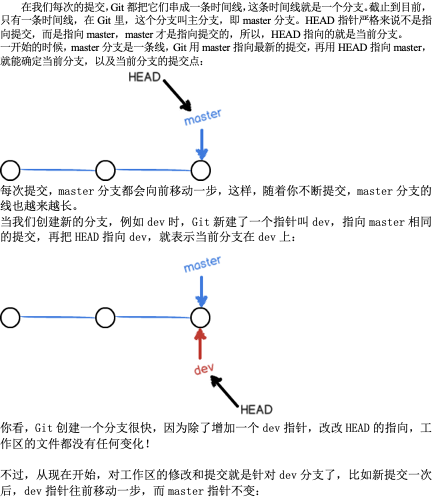 在我们每次的提交，Git 都把它们串成一条时间线，这条时间线就是一个分支。截止到目前，
只有一条时间线，在 Git 里，这个分支叫主分支，即 master 分支。HEAD 指针严格来说不是指
向提交，而是指向 master，master 才是指向提交的，所以，HEAD 指向的就是当前分支。
一开始的时候，master 分支是一条线，Git 用 master 指向最新的提交，再用 HEAD 指向 master，
就能确定当前分支，以及当前分支的提交点：
HEAD
master
每次提交，master 分支都会向前移动一步，这样，随着你不断提交，master 分支的
线也越来越长。
当我们创建新的分支，例如 dev 时，Git 新建了一个指针叫 dev，指向 master 相同
的提交，再把 HEAD 指向 dev，就表示当前分支在 dev 上：
master
dev
HEAD
你看，Git 创建一个分支很快，因为除了增加一个 dev 指针，改改 HEAD 的指向，工
作区的文件都没有任何变化！
不过，从现在开始，对工作区的修改和提交就是针对 dev 分支了，比如新提交一次
后，dev 指针往前移动一步，而 master 指针不变：